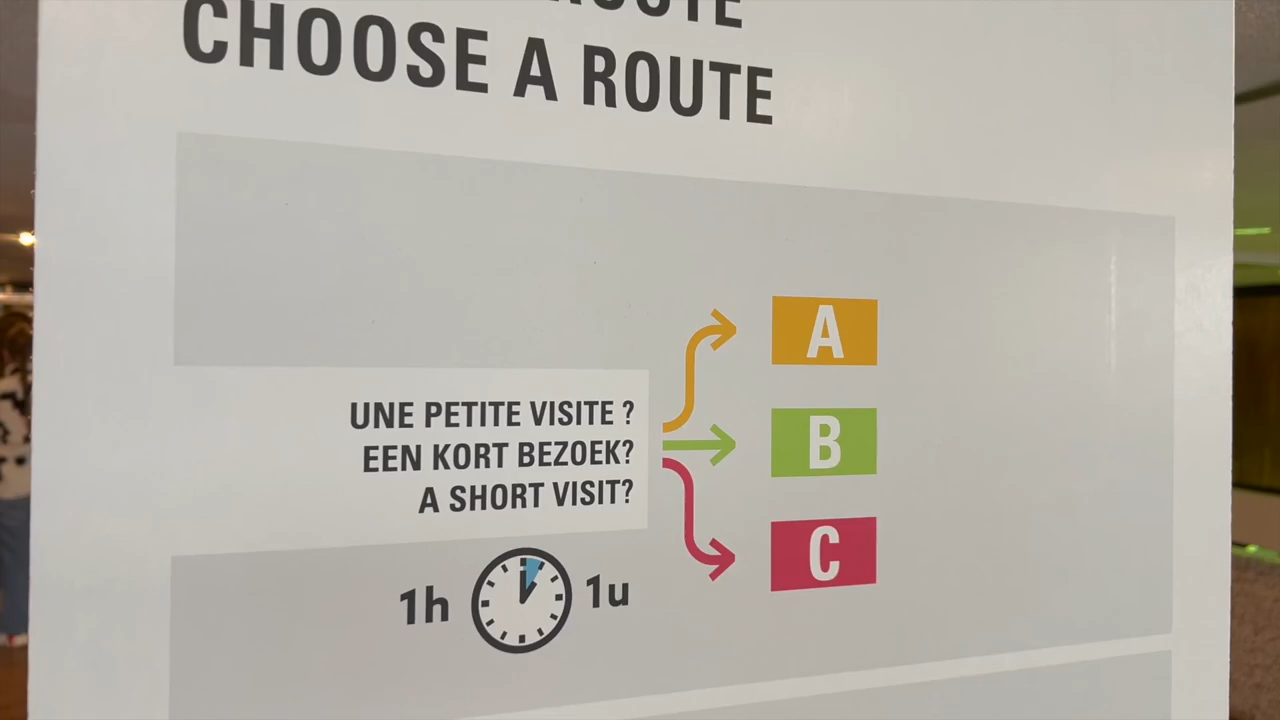 CHOOSE A ROUTE
A
UNE PETITE VISITE ?
EEN KORT BEZOEK?
A SHORT VISIT?
B
C
1h
1u